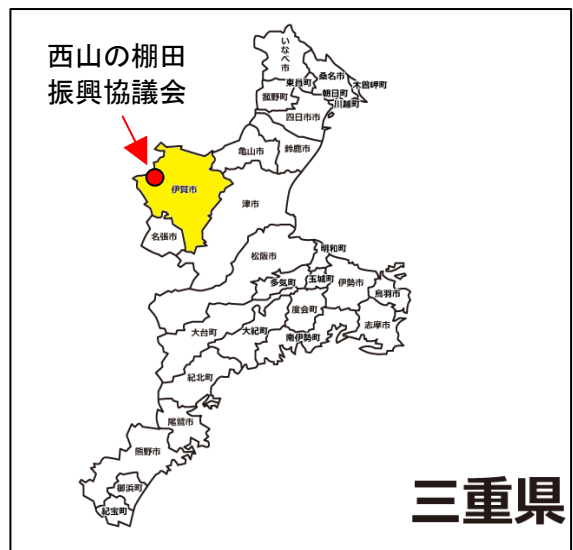 西山の棚田
振興協議会
いなべ市
桑名市
東員町
木曽岬町
朝日町
川越町
菰野町
四日市市
亀山市
鈴鹿市
伊賀市
津市
名張市
松阪市
明和町
多気町
玉城町
伊勢市
鳥羽市
度会町
志摩市
大台町
大紀町
南伊勢町
紀北町
尾鷲市
熊野市
御浜町
紀宝町
三重県